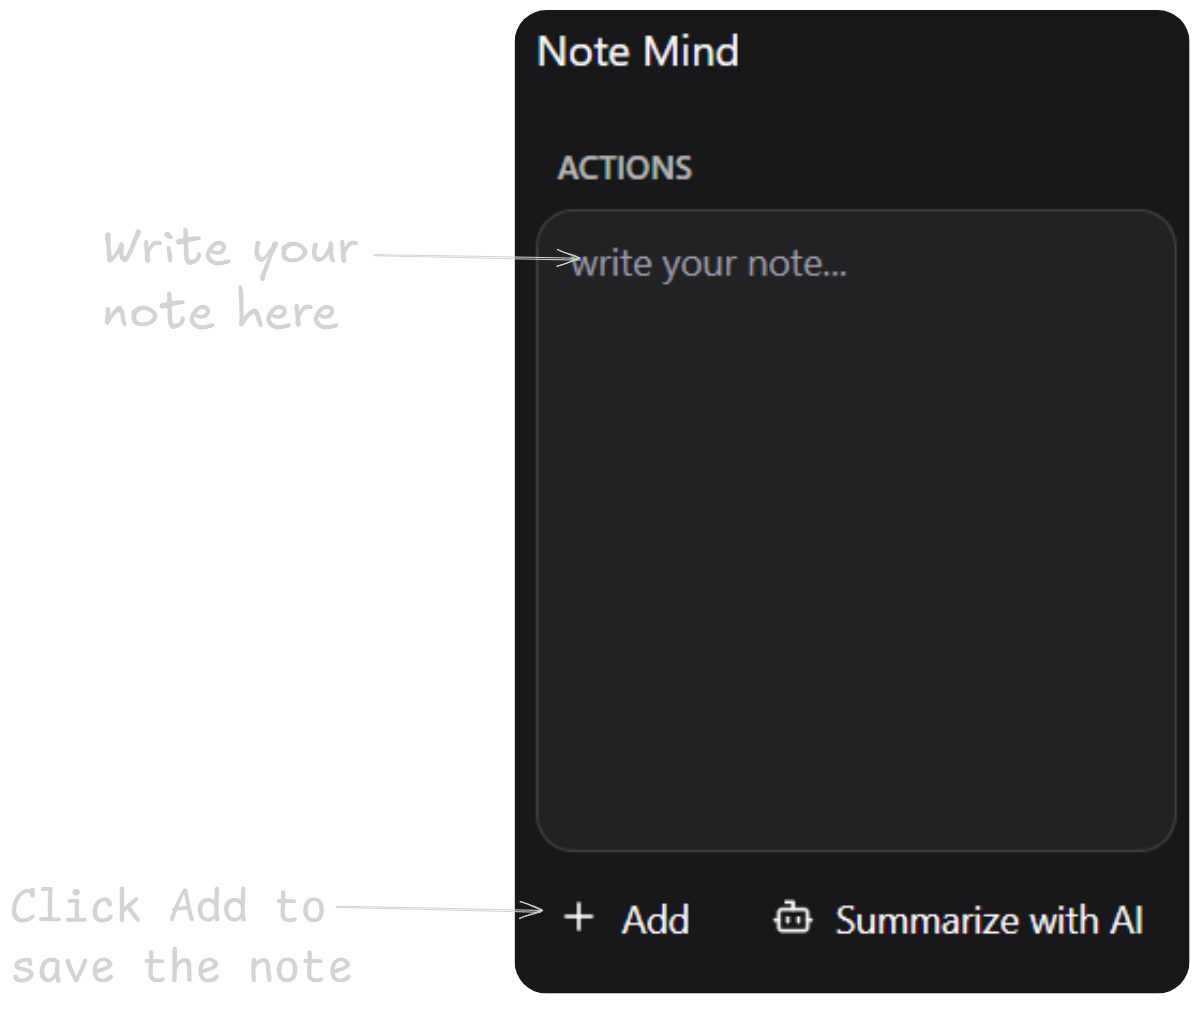 Note Mind
ACTIONS
Write your
note here
write your note...
Click Add to
save the note
Add
Summarize with AI